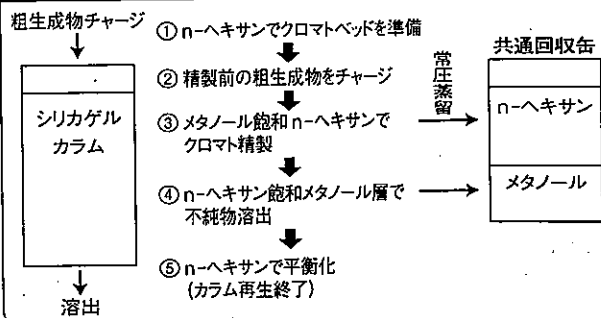 粗生成物チャージ
シリカゲル
カラム
溶出
①n-ヘキサンでクロマトベッドを準備
②精製前の粗生成物をチャージ
③メタノール飽和n-ヘキサンで
クロマト精製
④n-ヘキサン飽和メタノール層で
不純物溶出
⑤n-ヘキサンで平衡化
(カラム再生終了)
常圧蒸留
共通回収缶
n-ヘキサン
メタノール